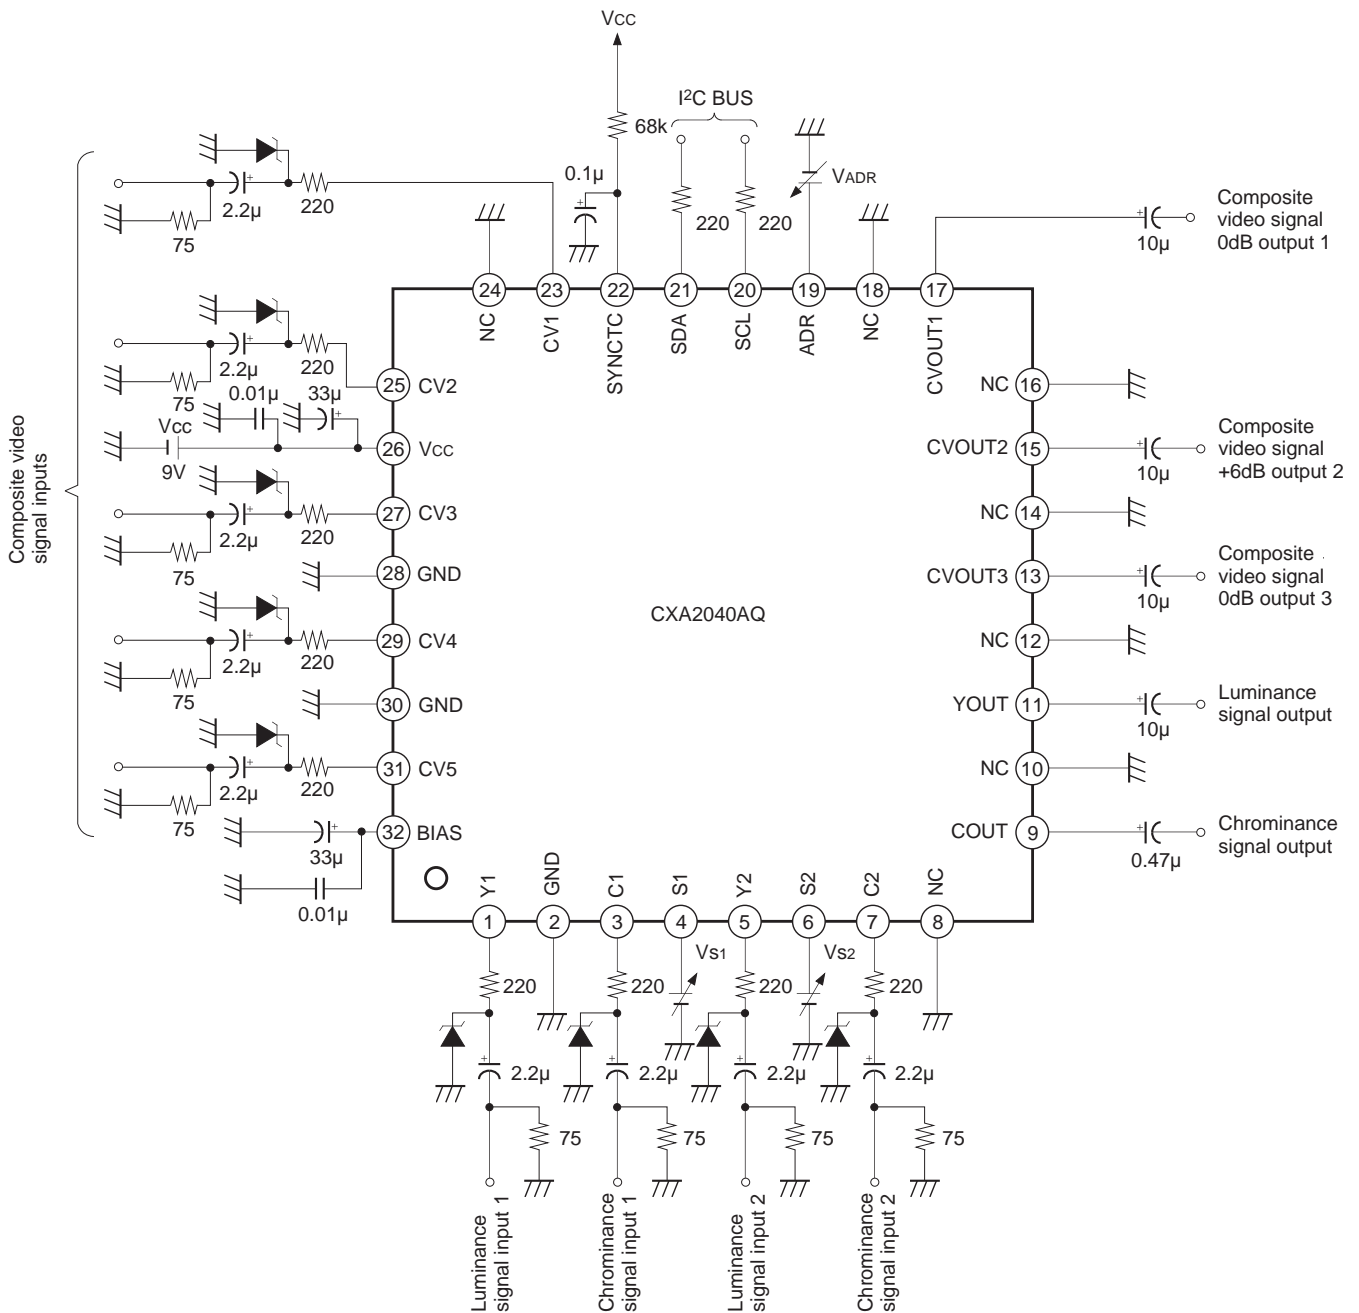 VCC
I²C BUS
68k
0.1µ
VADR
220
220
2.2µ
220
75
Composite
video signal
0dB output 1
10µ
24
23
22
21
20
19
18
17
NC
CV1
SYNCTC
SDA
SCL
ADR
NC
CVOUT1
2.2µ
220
75
25
CV2
0.01µ
33µ
Vcc
9V
26
VCC
2.2µ
220
75
27
CV3
28
GND
2.2µ
220
75
29
CV4
30
GND
2.2µ
220
75
31
CV5
32
BIAS
33µ
0.01µ
Composite video
signal inputs
CXA2040AQ
NC
16
CVOUT2
15
10µ
Composite
video signal
+6dB output 2
NC
14
CVOUT3
13
10µ
Composite
video signal
0dB output 3
NC
12
YOUT
11
10µ
Luminance
signal output
NC
10
COUT
9
0.47µ
Chrominance
signal output
Y1
GND
C1
S1
Y2
S2
C2
NC
1
2
3
4
5
6
7
8
VS1
VS2
220
220
220
220
2.2µ
2.2µ
2.2µ
2.2µ
75
75
75
75
Luminance
signal input 1
Chrominance
signal input 1
Luminance
signal input 2
Chrominance
signal input 2